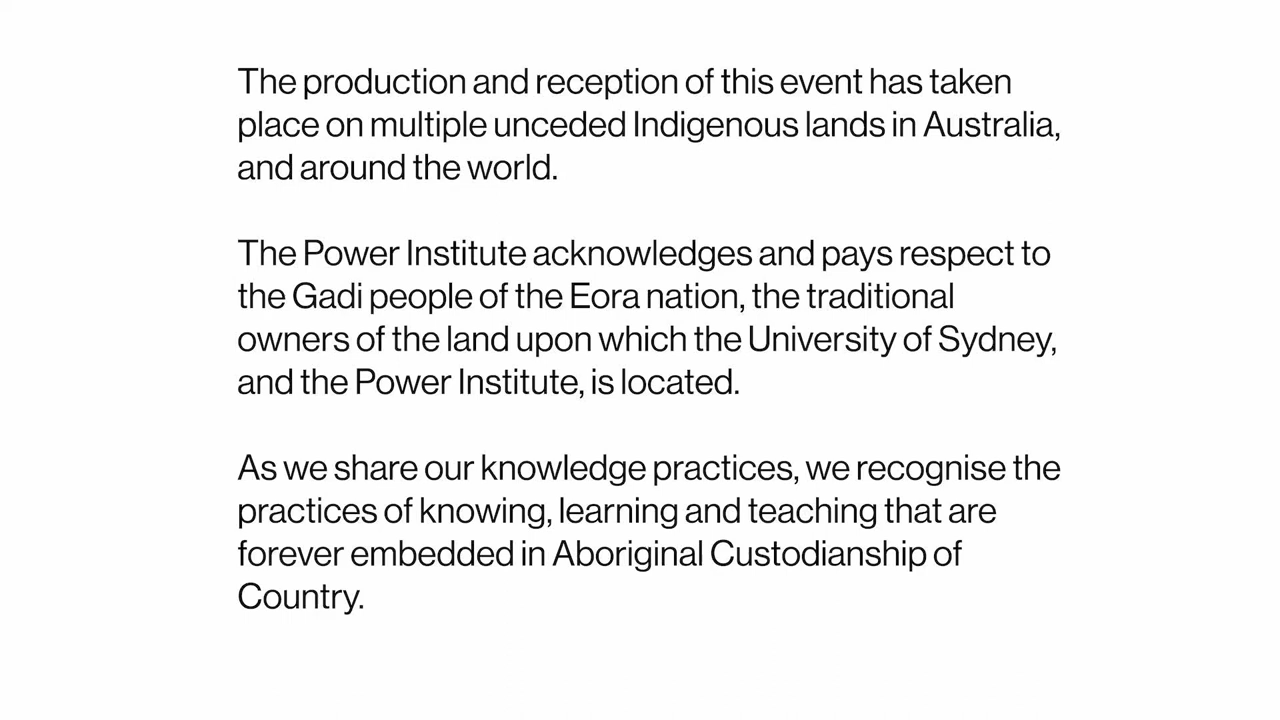 The production and reception of this event has taken
place on multiple unceded Indigenous lands in Australia,
and around the world.
The Power Institute acknowledges and pays respect to
the Gadi people of the Eora nation, the traditional
owners of the land upon which the University of Sydney,
and the Power Institute, is located.
As we share our knowledge practices, we recognise the
practices of knowing, learning and teaching that are
forever embedded in Aboriginal Custodianship of
Country.